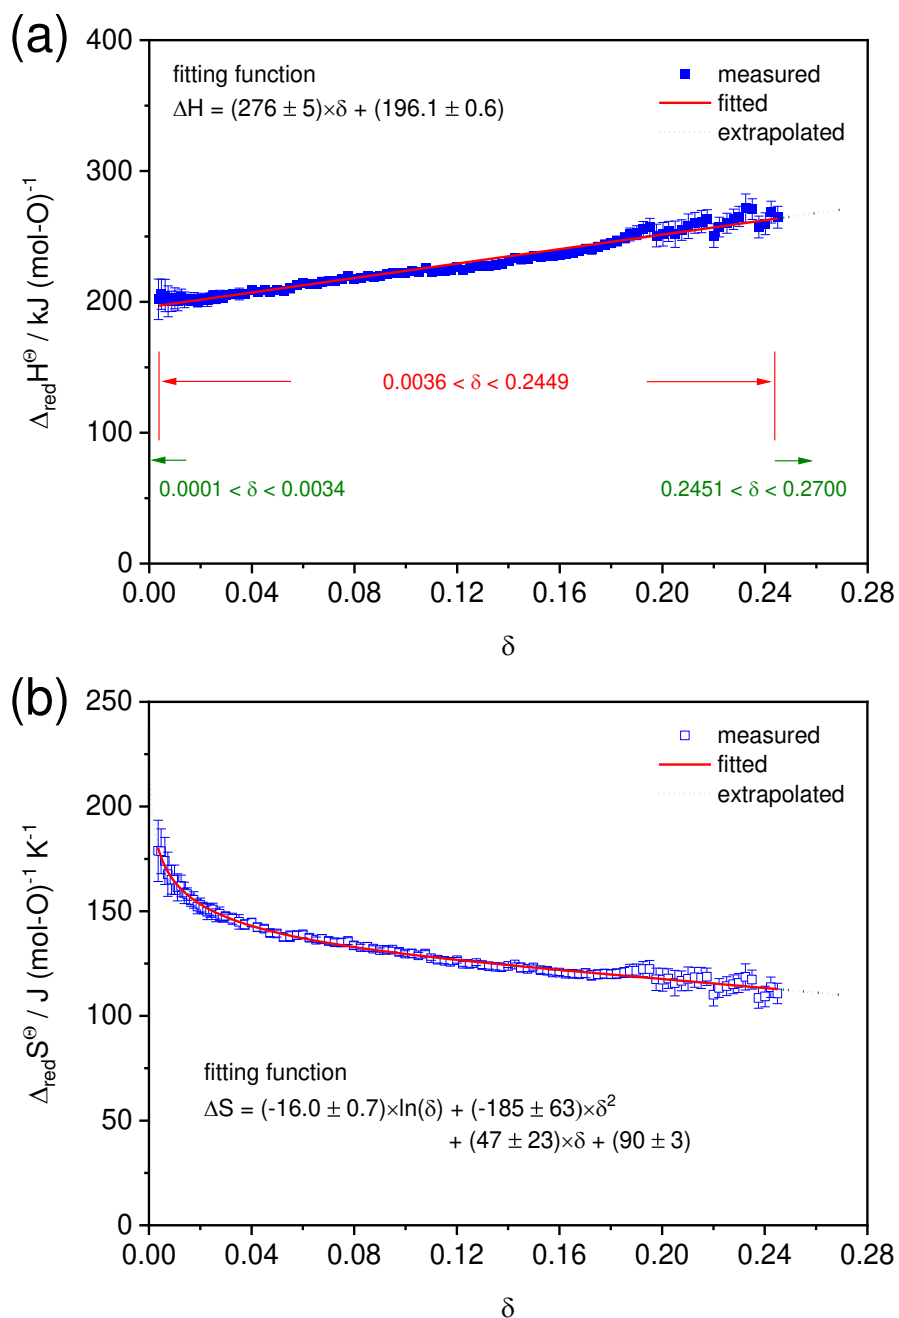 (a)
400
300
200
100
0
fitting function
ΔH = (276 ± 5)×δ + (196.1 ± 0.6)
measured
fitted
extrapolated
0.0036 < δ < 0.2449
0.0001 < δ < 0.0034
0.2451 < δ < 0.2700
Δ_red H^Θ / kJ (mol-O)^-1
0.00 0.04 0.08 0.12 0.16 0.20 0.24 0.28
δ
(b)
250
200
150
100
50
0
measured
fitted
extrapolated
fitting function
ΔS = (-16.0 ± 0.7)×ln(δ) + (-185 ± 63)×δ²
+ (47 ± 23)×δ + (90 ± 3)
Δ_red S^Θ / J (mol-O)^-1 K^-1
0.00 0.04 0.08 0.12 0.16 0.20 0.24 0.28
δ